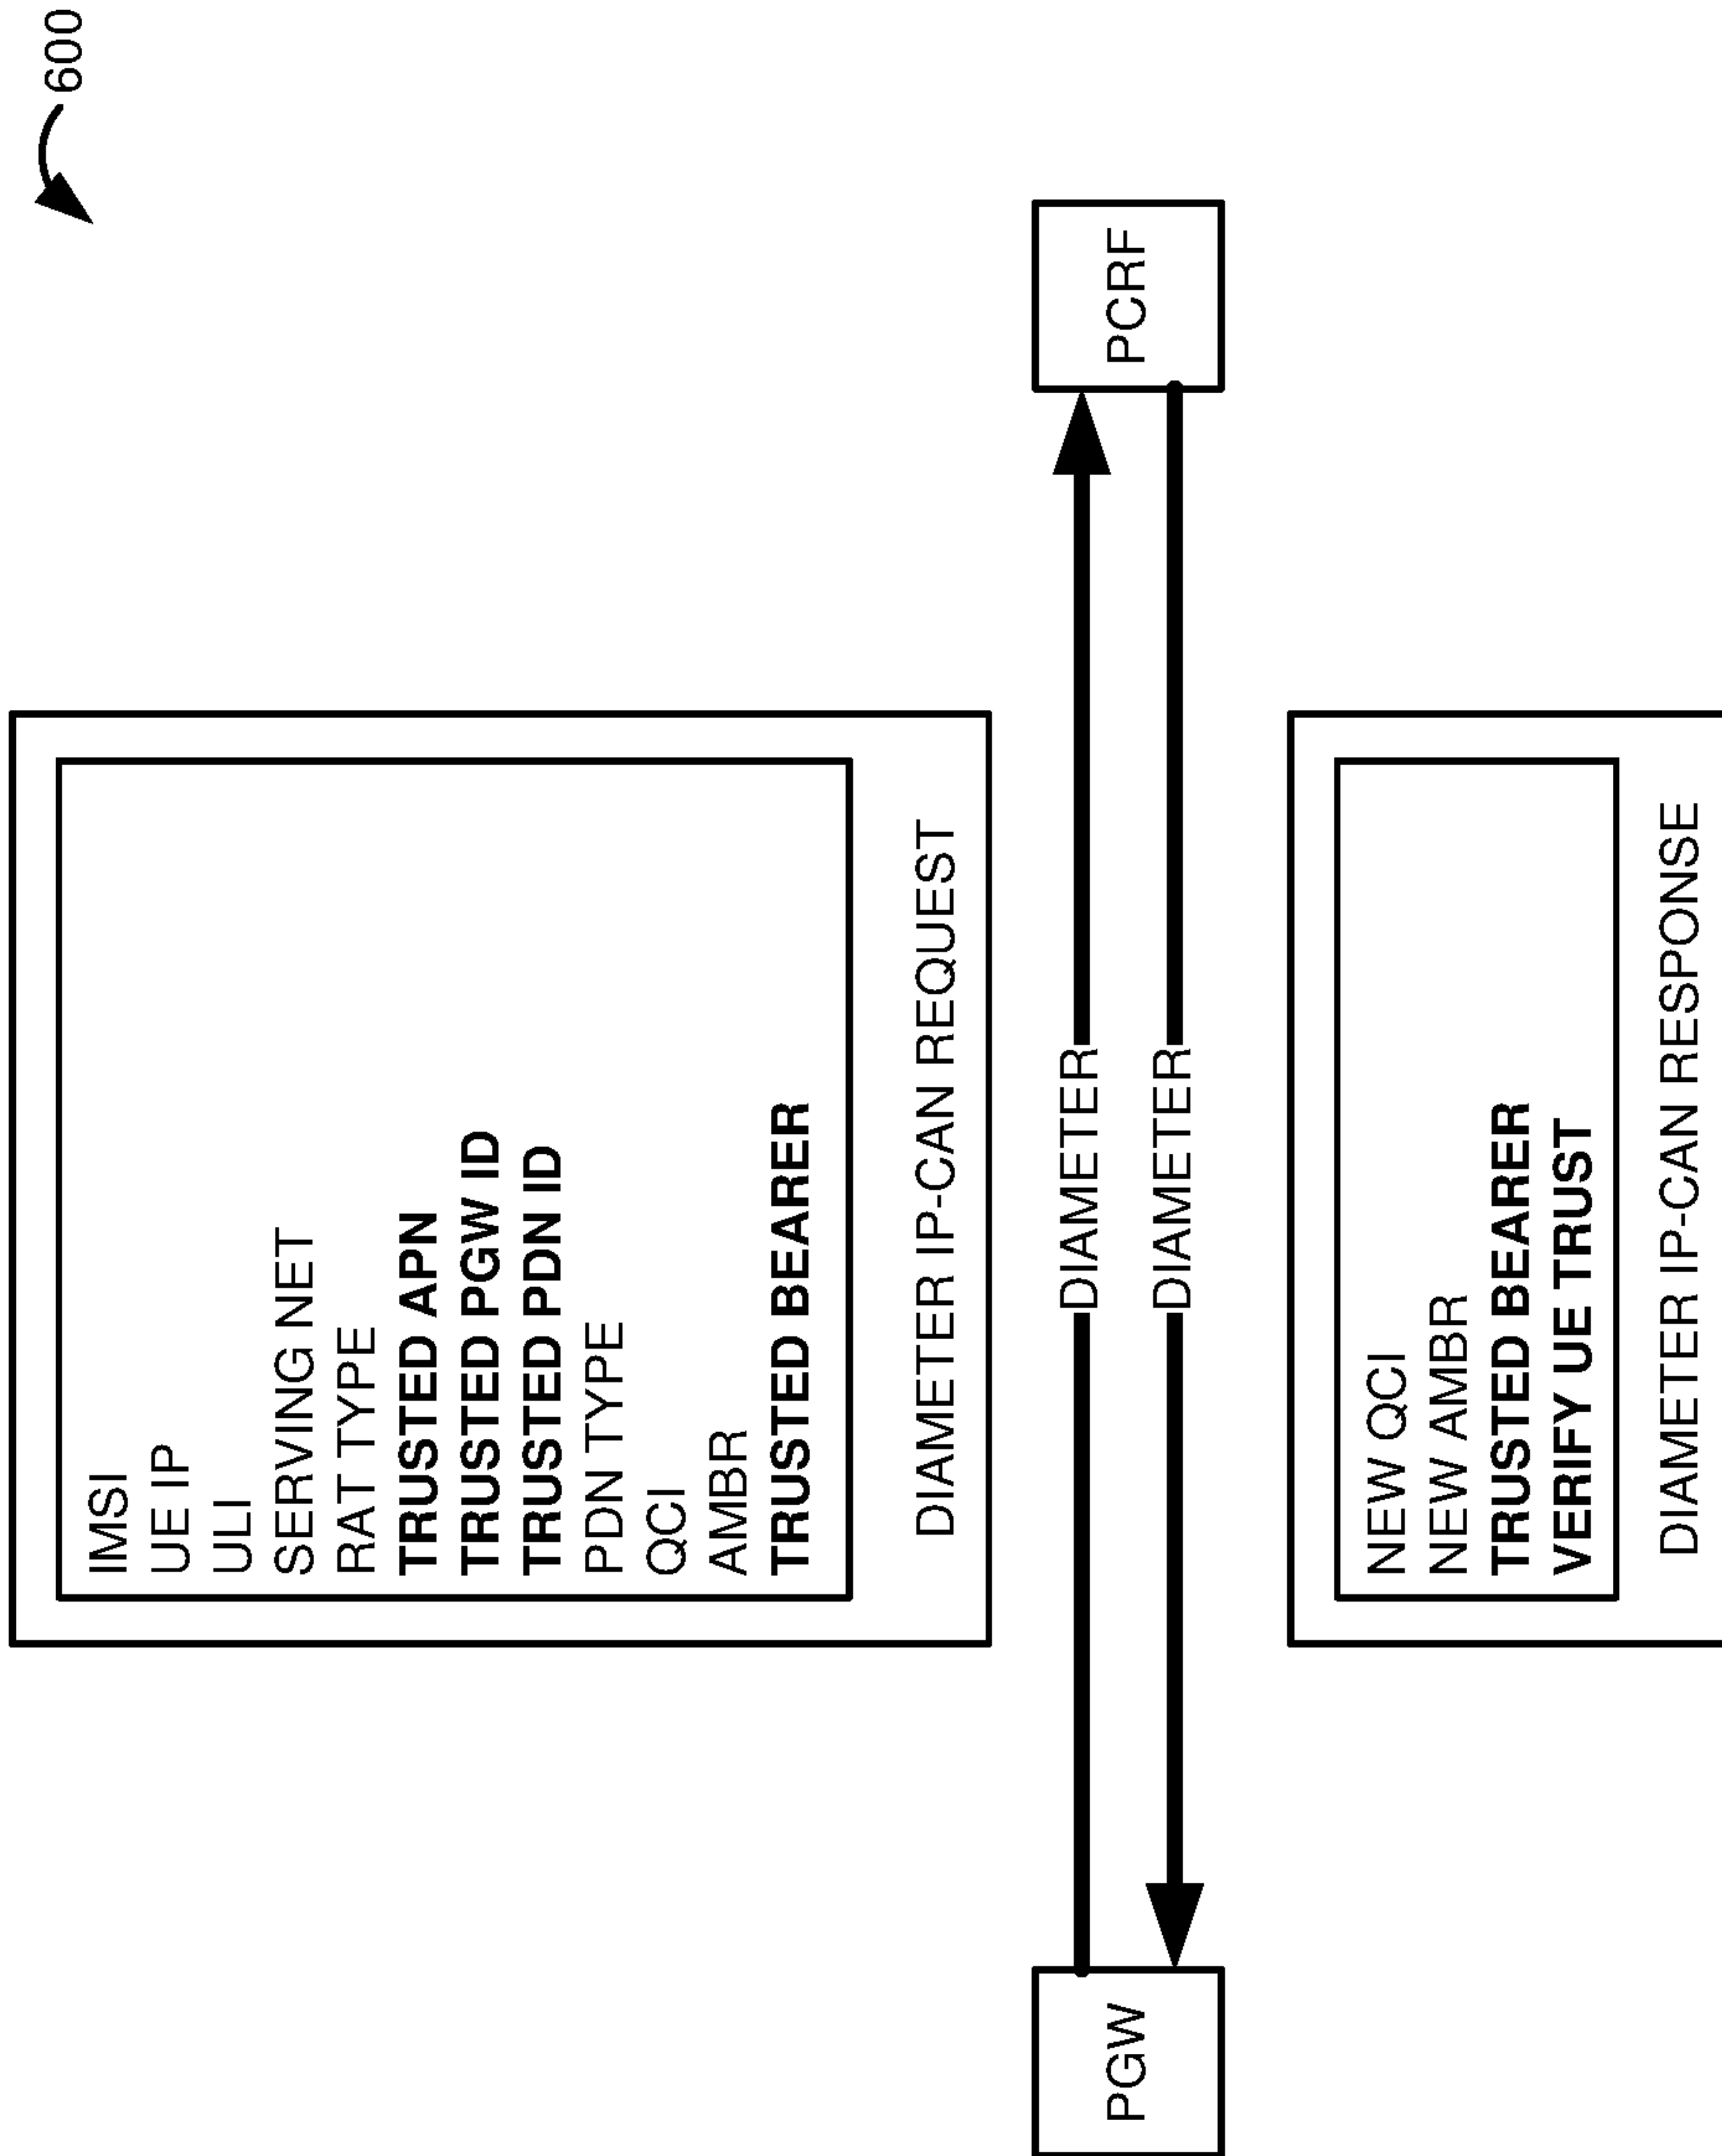 600
IMSI
UE IP
ULI
SERVING NET
RAT TYPE
TRUSTED APN
TRUSTED PGW ID
TRUSTED PDN ID
PDN TYPE
QCI
AMBR
TRUSTED BEARER
DIAMETER IP-CAN REQUEST
PGW
DIAMETER
DIAMETER
PCRF
NEW QCI
NEW AMBR
TRUSTED BEARER
VERIFY UE TRUST
DIAMETER IP-CAN RESPONSE